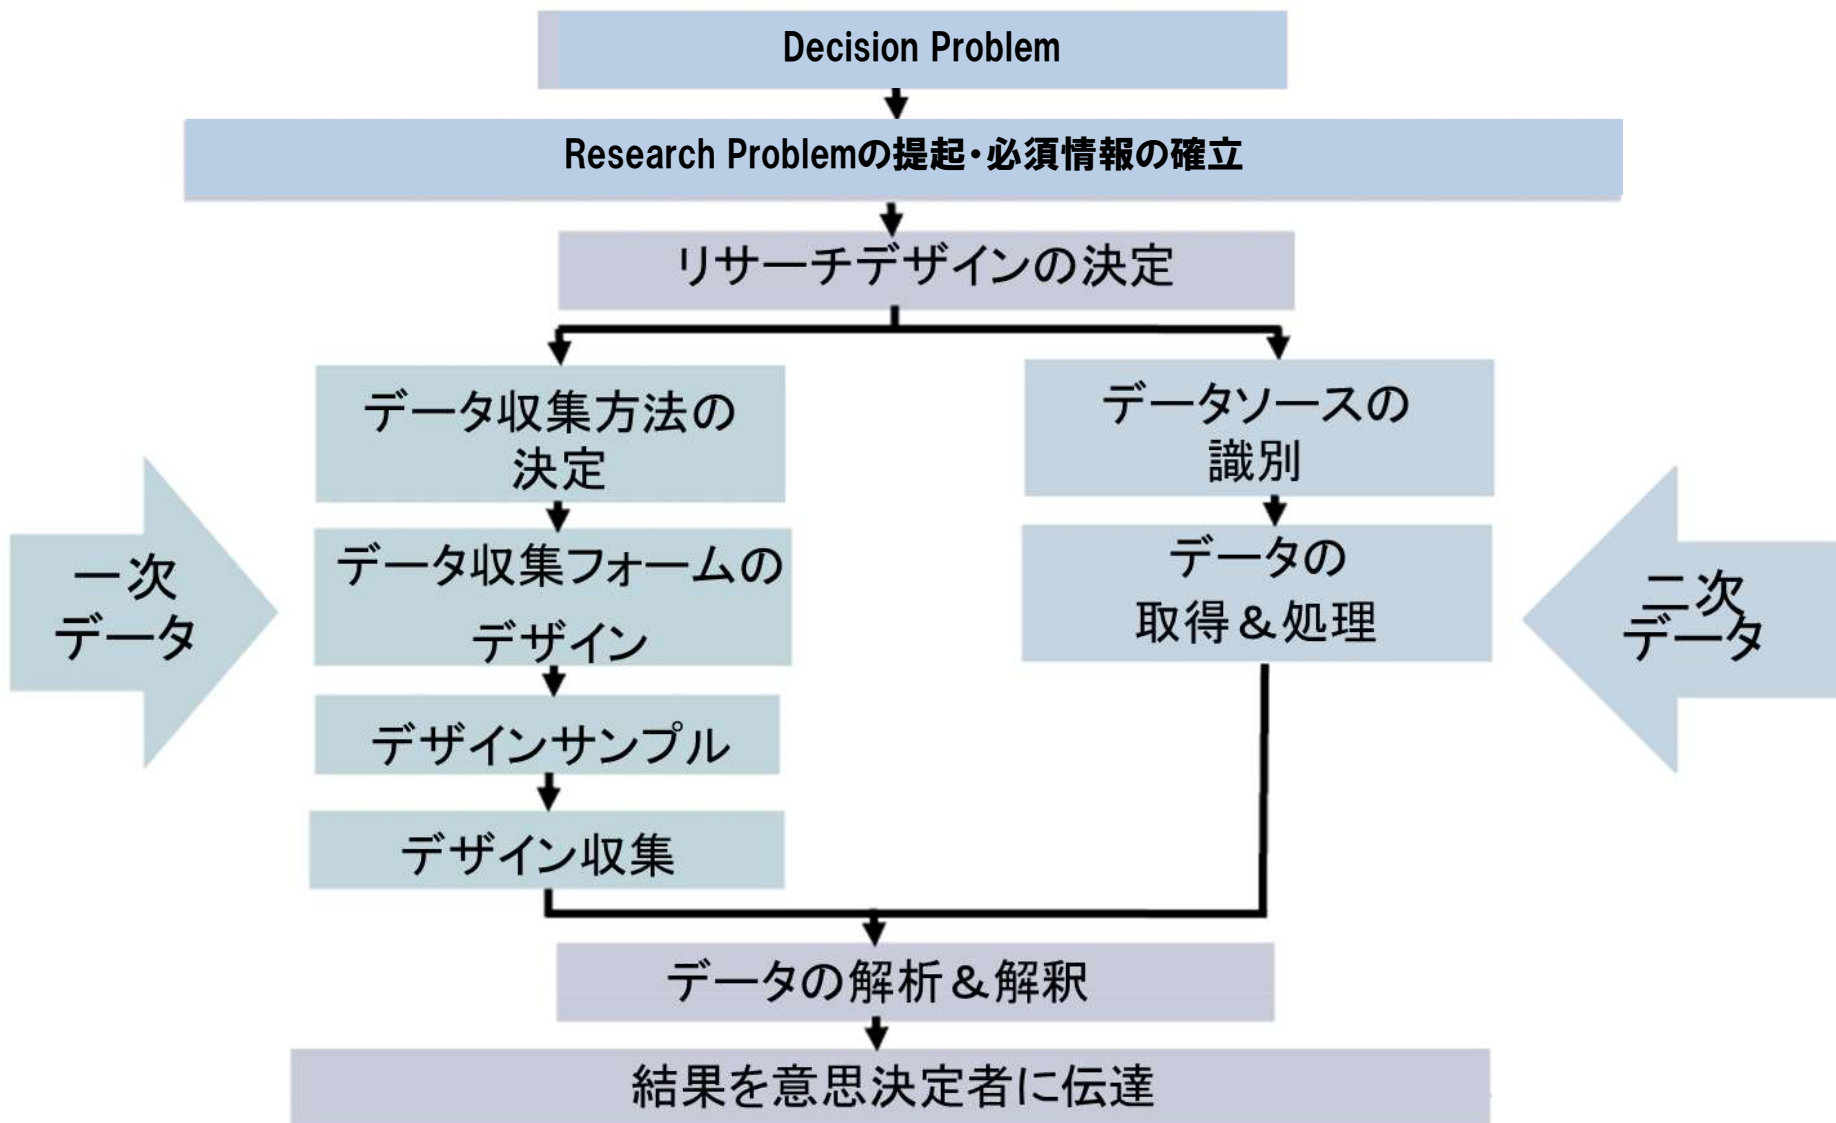 Decision Problem
Research Problemの提起・必須情報の確立
リサーチデザインの決定
データ収集方法の
決定
データ収集フォームの
デザイン
デザインサンプル
デザイン収集
一次
データ
データソースの
識別
データの
取得＆処理
二次
データ
データの解析＆解釈
結果を意思決定者に伝達